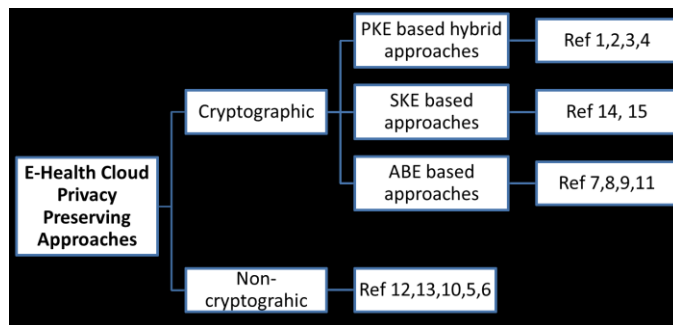 PKE based hybrid
approaches
Ref 1,2,3,4
Cryptographic
SKE based
approaches
Ref 14, 15
E-Health Cloud
Privacy
Preserving
Approaches
ABE based
approaches
Ref 7,8,9,11
Non-
cryptograhic
Ref 12,13,10,5,6